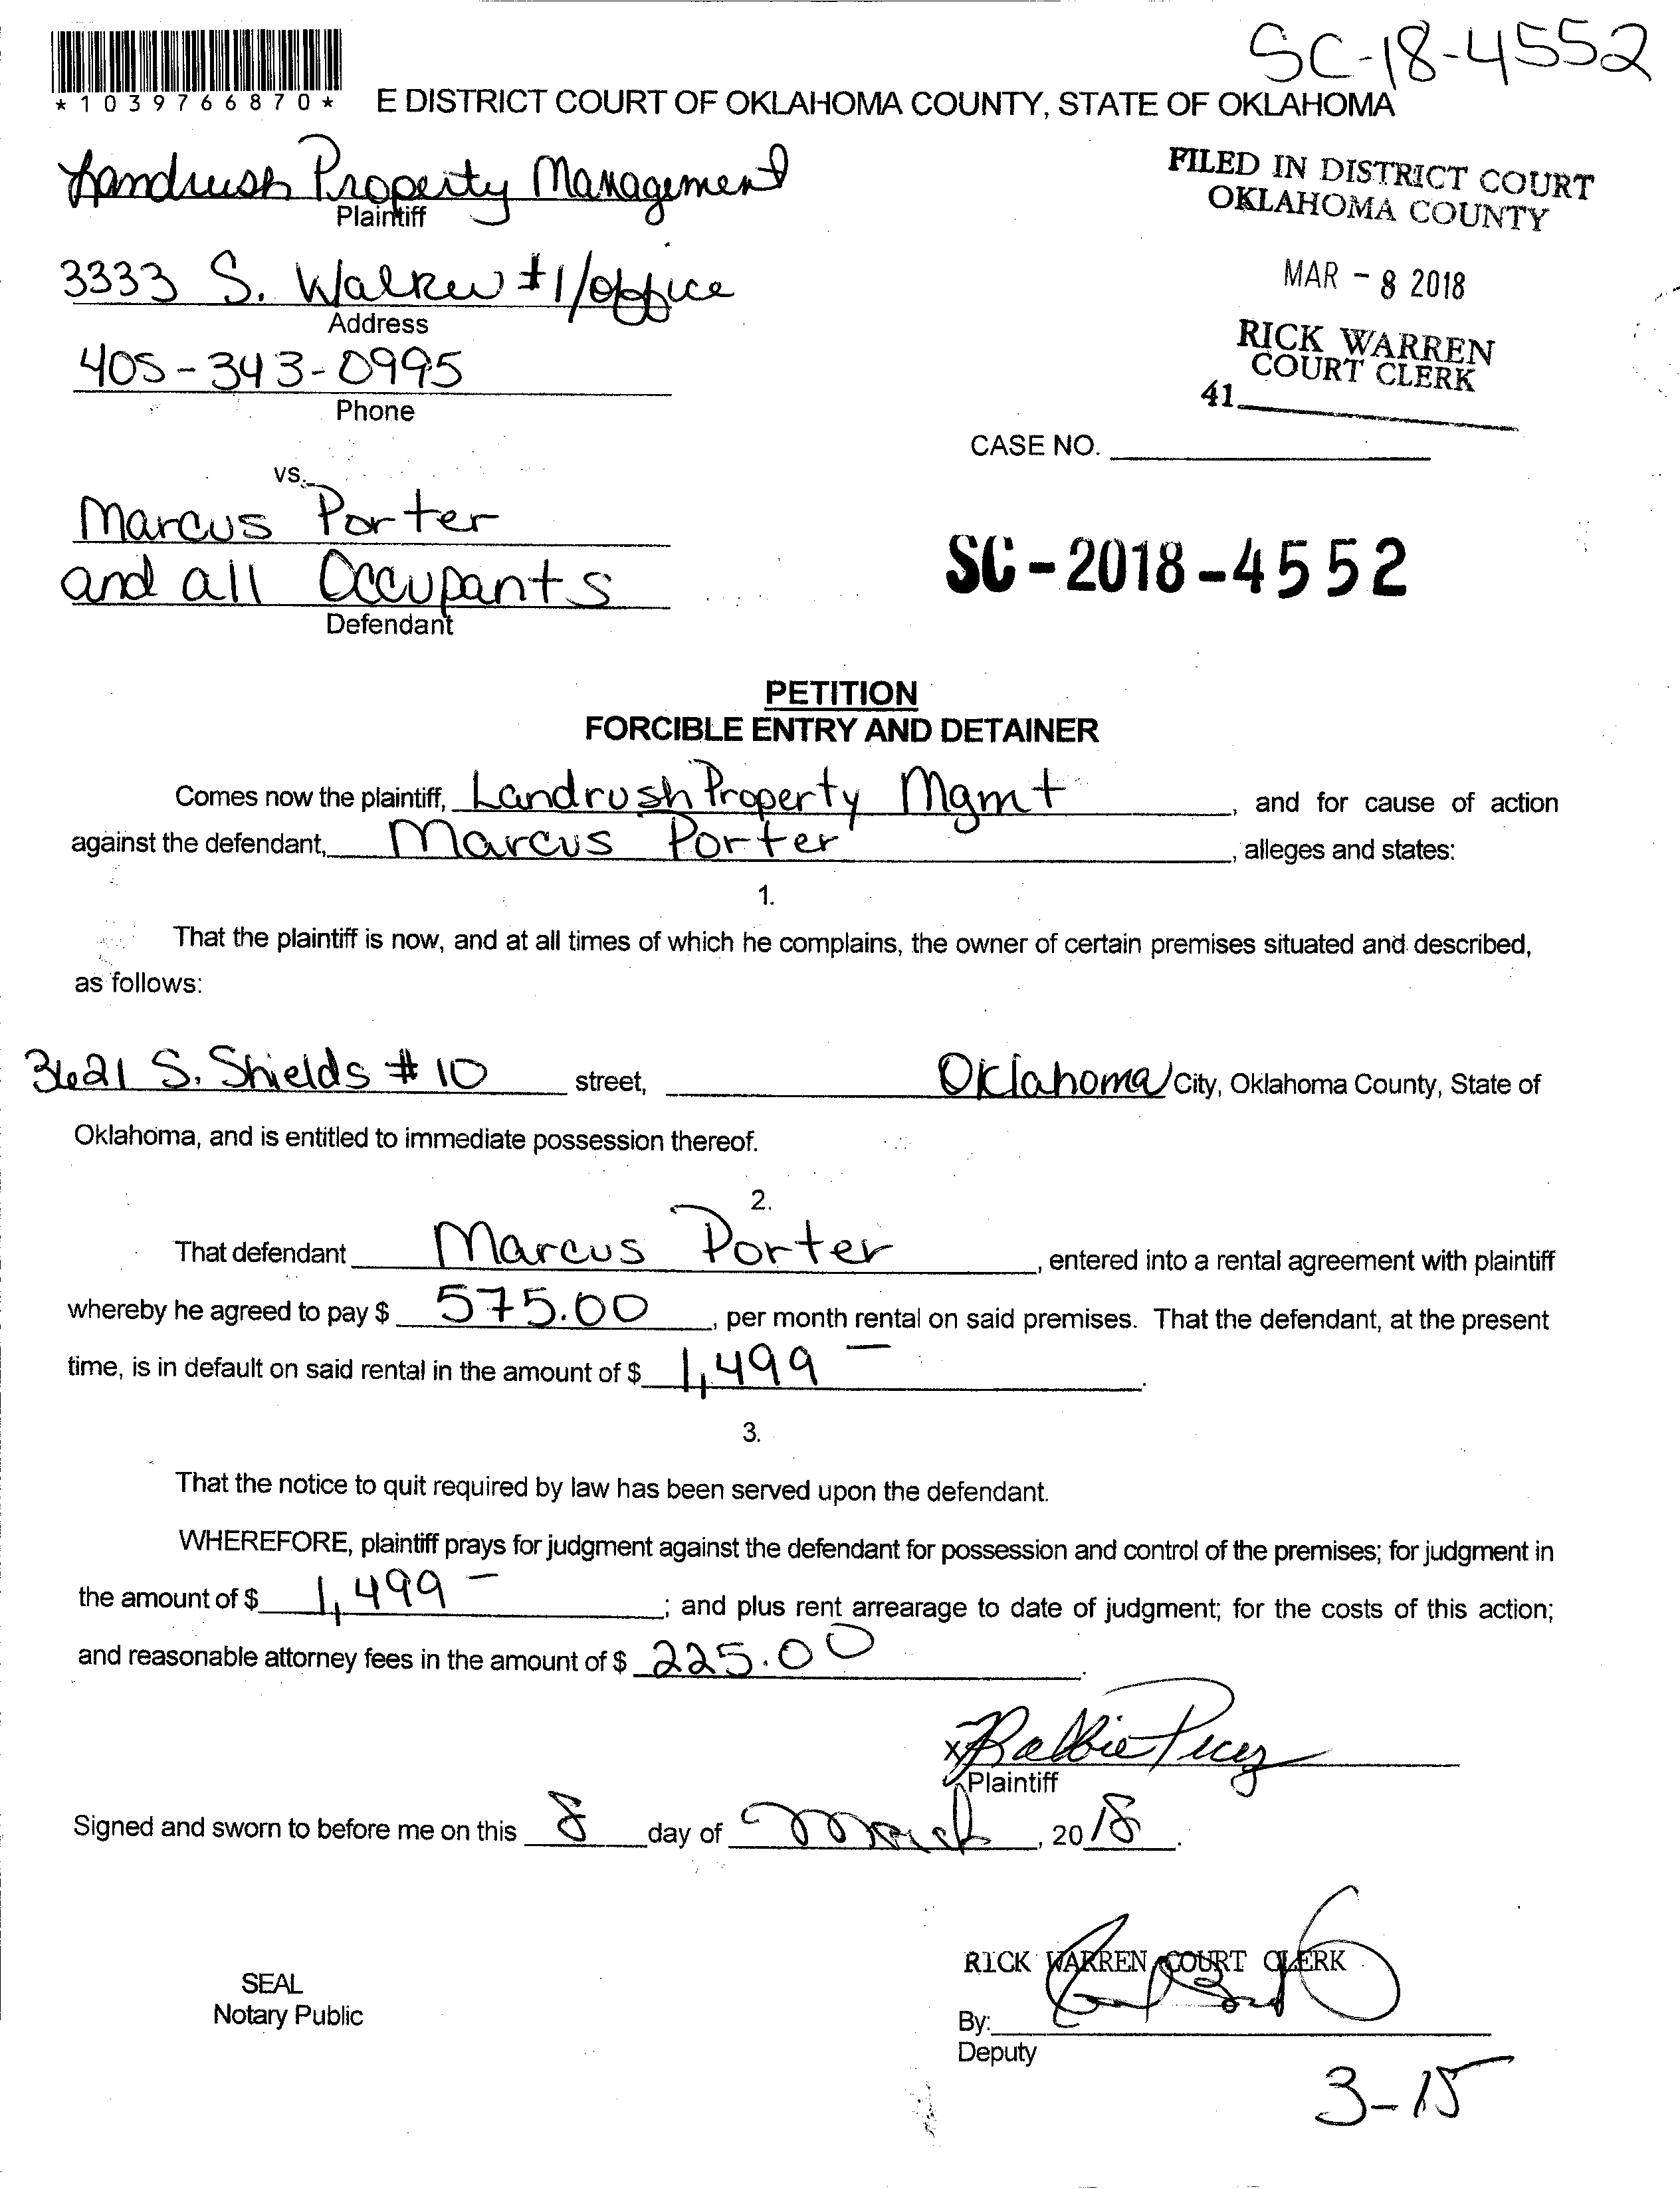 SC-18-4552
*1039766870*
E DISTRICT COURT OF OKLAHOMA COUNTY, STATE OF OKLAHOMA
Landrush Property Management
Plaintiff
FILED IN DISTRICT COURT
OKLAHOMA COUNTY
3333 S. Walker #1/office
Address
MAR - 8 2018
405-343-0995
Phone
RICK WARREN
COURT CLERK
41
CASE NO.
vs.
Marcus Porter
and all Occupants
Defendant
SC-2018-4552
PETITION
FORCIBLE ENTRY AND DETAINER
Comes now the plaintiff, Landrush Property Mgmt, and for cause of action
against the defendant, Marcus Porter, alleges and states:
1.
That the plaintiff is now, and at all times of which he complains, the owner of certain premises situated and described,
as follows:
3621 S. Shields # 10 street, Oklahoma City, Oklahoma County, State of
Oklahoma, and is entitled to immediate possession thereof.
2.
That defendant Marcus Porter, entered into a rental agreement with plaintiff
whereby he agreed to pay $ 575.00, per month rental on said premises. That the defendant, at the present
time, is in default on said rental in the amount of $ 1,499 —.
3.
That the notice to quit required by law has been served upon the defendant.
WHEREFORE, plaintiff prays for judgment against the defendant for possession and control of the premises; for judgment in
the amount of $ 1,499 —; and plus rent arrearage to date of judgment; for the costs of this action;
and reasonable attorney fees in the amount of $ 225.00.
x
Plaintiff
Signed and sworn to before me on this 8 day of March, 2018.
RICK WARREN COURT CLERK
SEAL
Notary Public
By:
Deputy
3-15